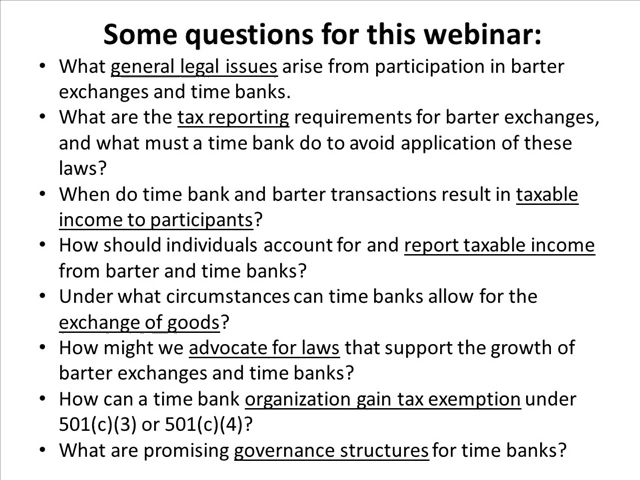 Some questions for this webinar:
• What general legal issues arise from participation in barter
exchanges and time banks.
• What are the tax reporting requirements for barter exchanges,
and what must a time bank do to avoid application of these
laws?
• When do time bank and barter transactions result in taxable
income to participants?
• How should individuals account for and report taxable income
from barter and time banks?
• Under what circumstances can time banks allow for the
exchange of goods?
• How might we advocate for laws that support the growth of
barter exchanges and time banks?
• How can a time bank organization gain tax exemption under
501(c)(3) or 501(c)(4)?
• What are promising governance structures for time banks?